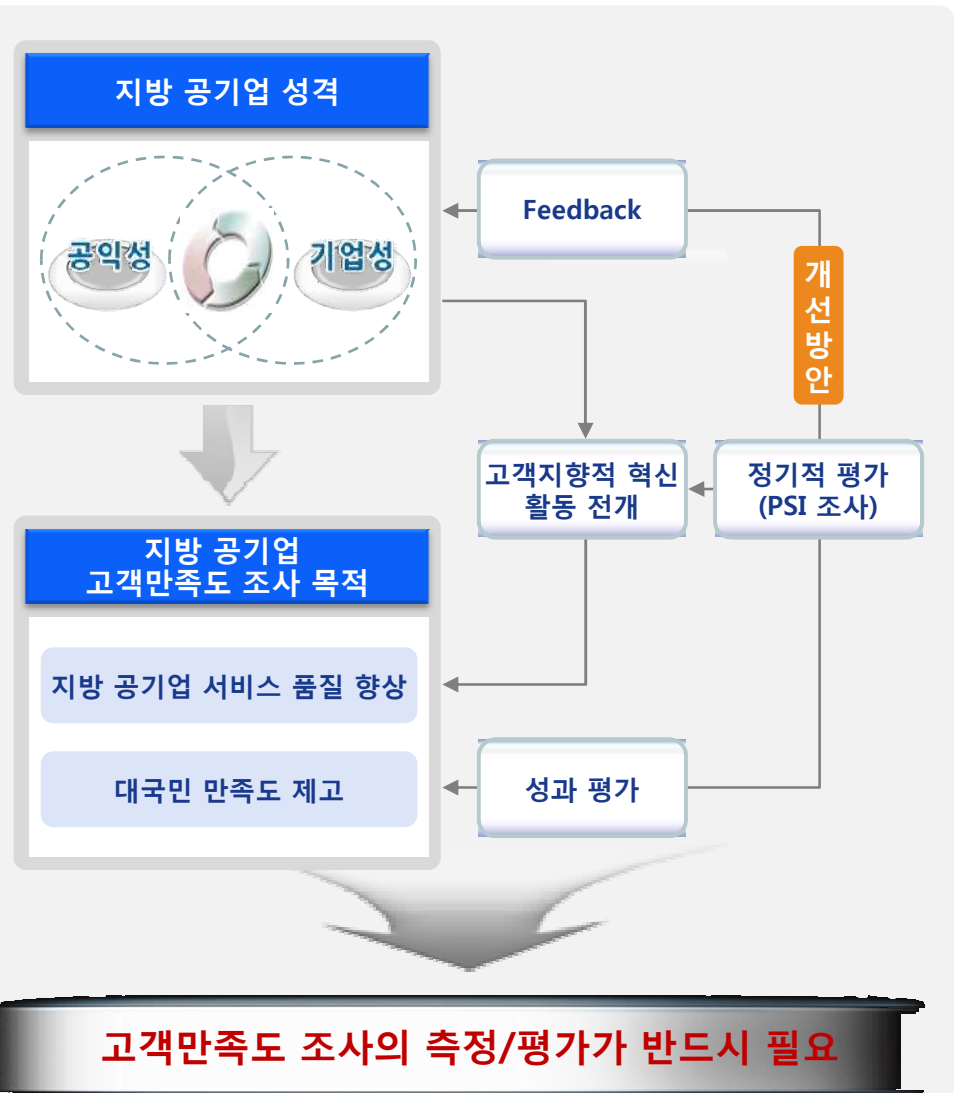 지방 공기업 성격
공익성
기업성
Feedback
개
선
방
안
고객지향적 혁신
활동 전개
정기적 평가
(PSI 조사)
지방 공기업
고객만족도 조사 목적
지방 공기업 서비스 품질 향상
대국민 만족도 제고
성과 평가
고객만족도 조사의 측정/평가가 반드시 필요